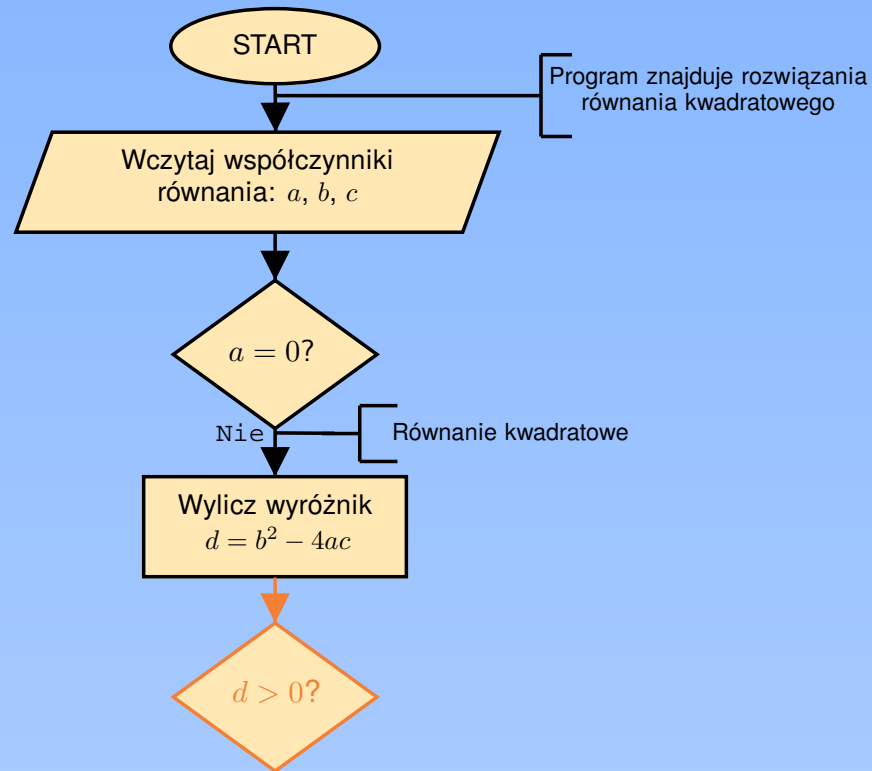 START
Program znajduje rozwiązania
równania kwadratowego
Wczytaj współczynniki
równania: a, b, c
a = 0?
Nie
Równanie kwadratowe
Wylicz wyróżnik
d = b² − 4ac
d > 0?